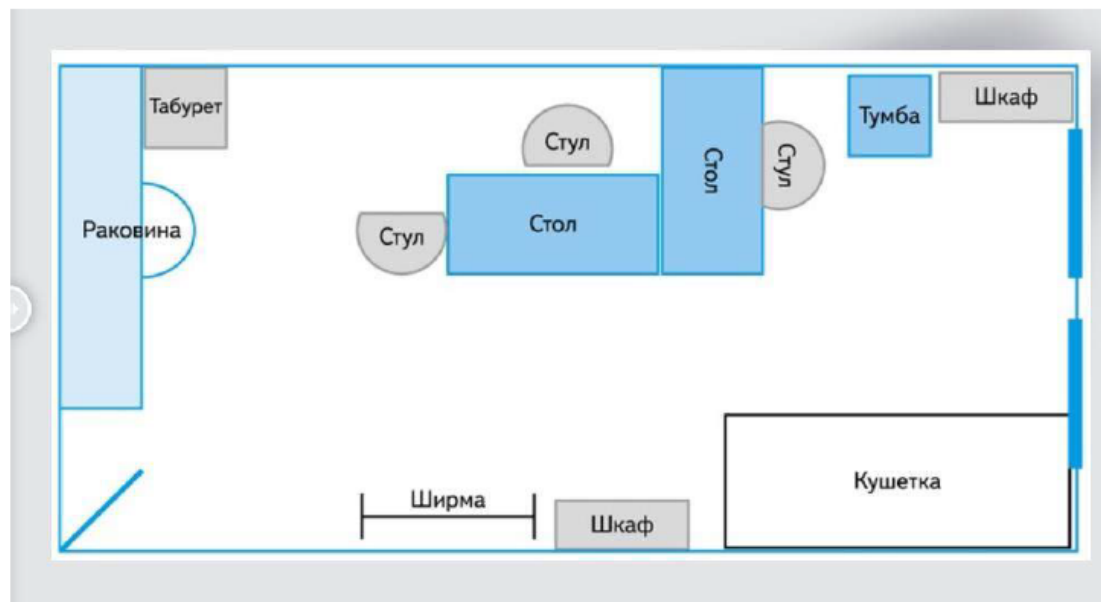 Табурет
Стул
Стол
Стул
Тумба
Шкаф
Раковина
Стул
Стол
Ширма
Шкаф
Кушетка